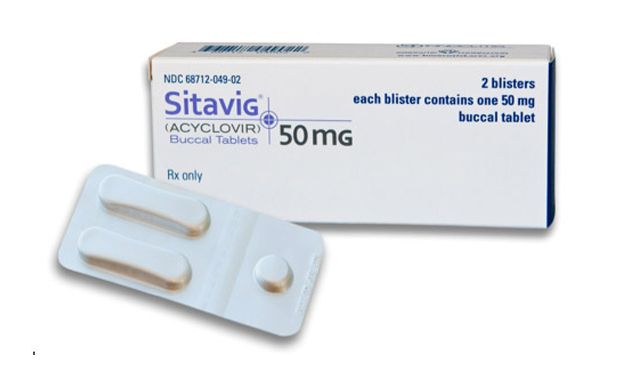 NDC 68712-049-02
Sitavig®
(ACYCLOVIR)
Buccal Tablets
50mG
Rx only
2 blisters
each blister contains one 50 mg
buccal tablet